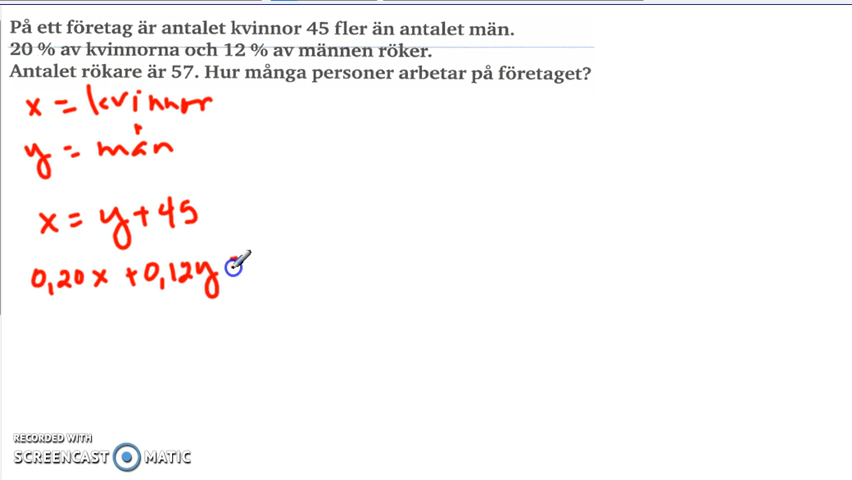 På ett företag är antalet kvinnor 45 fler än antalet män.
20 % av kvinnorna och 12 % av männen röker.
Antalet rökare är 57. Hur många personer arbetar på företaget?
x = kvinnor
y = män
x = y + 45
0,20x + 0,12y
RECORDED WITH
SCREENCAST MATIC